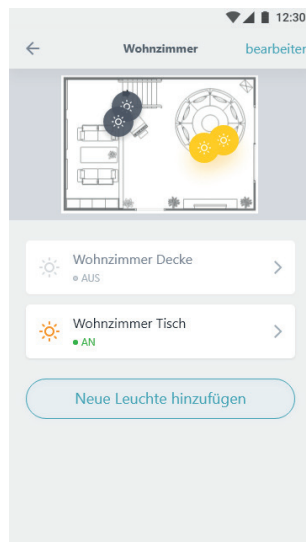 12:30
Wohnzimmer
bearbeiten
Wohnzimmer Decke
AUS
Wohnzimmer Tisch
AN
Neue Leuchte hinzufügen